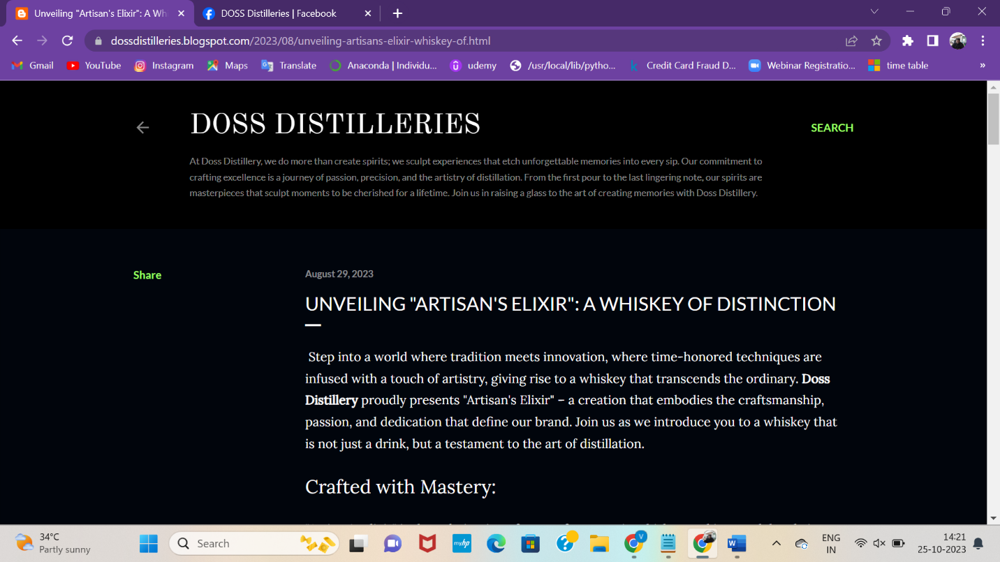 Unveiling "Artisan's Elixir": A Wh
DOSS Distilleries | Facebook
dossdistilleries.blogspot.com/2023/08/unveiling-artisans-elixir-whiskey-of.html
Gmail
YouTube
Instagram
Maps
Translate
Anaconda | Individu...
udemy
/usr/local/lib/pytho...
Credit Card Fraud D...
Webinar Registratio...
time table
»
DOSS DISTILLERIES
SEARCH
At Doss Distillery, we do more than create spirits; we sculpt experiences that etch unforgettable memories into every sip. Our commitment to
crafting excellence is a journey of passion, precision, and the artistry of distillation. From the first pour to the last lingering note, our spirits are
masterpieces that sculpt moments to be cherished for a lifetime. Join us in raising a glass to the art of creating memories with Doss Distillery.
Share
August 29, 2023
UNVEILING "ARTISAN'S ELIXIR": A WHISKEY OF DISTINCTION
Step into a world where tradition meets innovation, where time-honored techniques are
infused with a touch of artistry, giving rise to a whiskey that transcends the ordinary. Doss
Distillery proudly presents "Artisan's Elixir" – a creation that embodies the craftsmanship,
passion, and dedication that define our brand. Join us as we introduce you to a whiskey that
is not just a drink, but a testament to the art of distillation.
Crafted with Mastery:
34°C
Partly sunny
Search
myhp
V
W
ENG
IN
14:21
25-10-2023